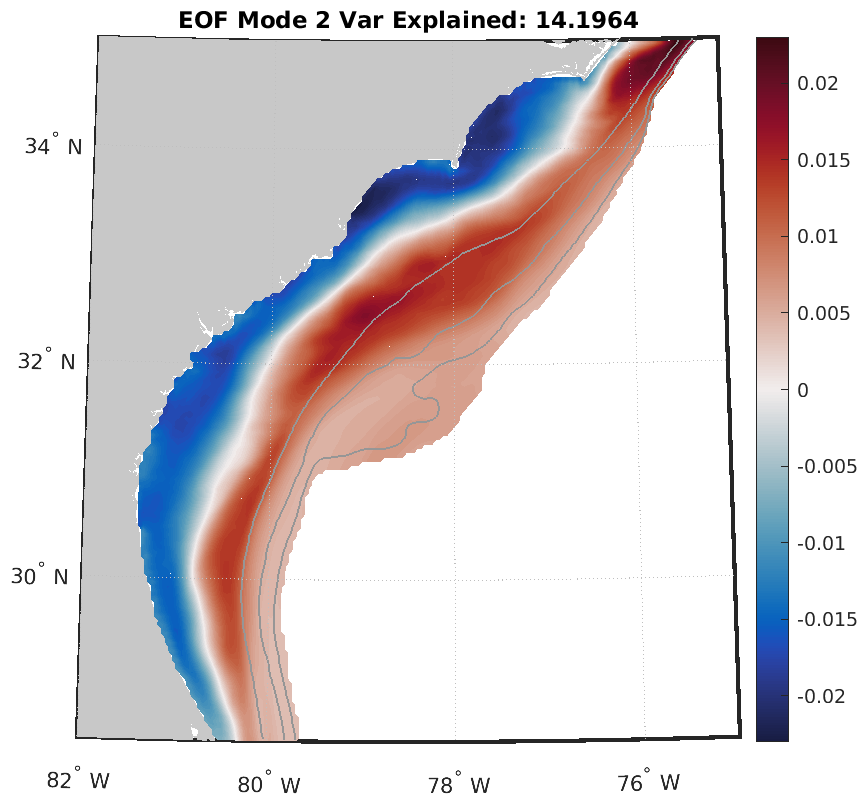 EOF Mode 2 Var Explained: 14.1964
34° N
32° N
30° N
82° W
80° W
78° W
76° W
0.02
0.015
0.01
0.005
0
-0.005
-0.01
-0.015
-0.02